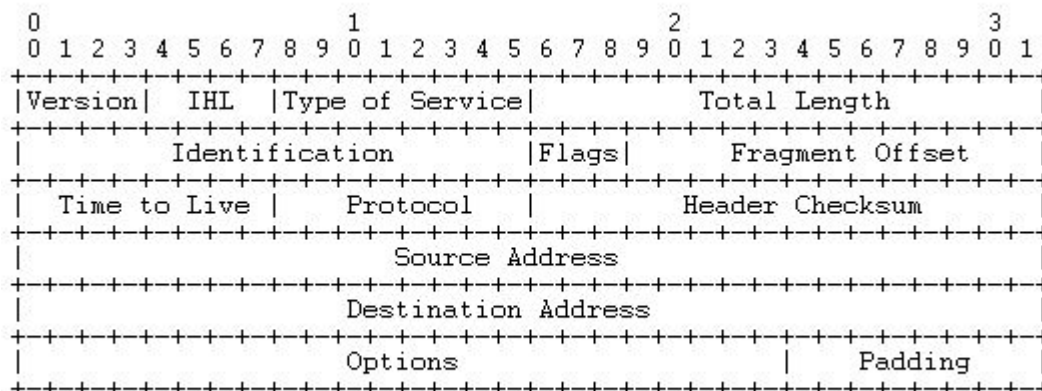 0                   1                   2                   3
0 1 2 3 4 5 6 7 8 9 0 1 2 3 4 5 6 7 8 9 0 1 2 3 4 5 6 7 8 9 0 1
+-+-+-+-+-+-+-+-+-+-+-+-+-+-+-+-+-+-+-+-+-+-+-+-+-+-+-+-+-+-+-+-+
|Version|  IHL  |Type of Service|          Total Length         |
+-+-+-+-+-+-+-+-+-+-+-+-+-+-+-+-+-+-+-+-+-+-+-+-+-+-+-+-+-+-+-+-+
|         Identification        |Flags|      Fragment Offset    |
+-+-+-+-+-+-+-+-+-+-+-+-+-+-+-+-+-+-+-+-+-+-+-+-+-+-+-+-+-+-+-+-+
|  Time to Live |    Protocol   |         Header Checksum       |
+-+-+-+-+-+-+-+-+-+-+-+-+-+-+-+-+-+-+-+-+-+-+-+-+-+-+-+-+-+-+-+-+
|                       Source Address                          |
+-+-+-+-+-+-+-+-+-+-+-+-+-+-+-+-+-+-+-+-+-+-+-+-+-+-+-+-+-+-+-+-+
|                    Destination Address                        |
+-+-+-+-+-+-+-+-+-+-+-+-+-+-+-+-+-+-+-+-+-+-+-+-+-+-+-+-+-+-+-+-+
|                    Options                    |    Padding    |
+-+-+-+-+-+-+-+-+-+-+-+-+-+-+-+-+-+-+-+-+-+-+-+-+-+-+-+-+-+-+-+-+